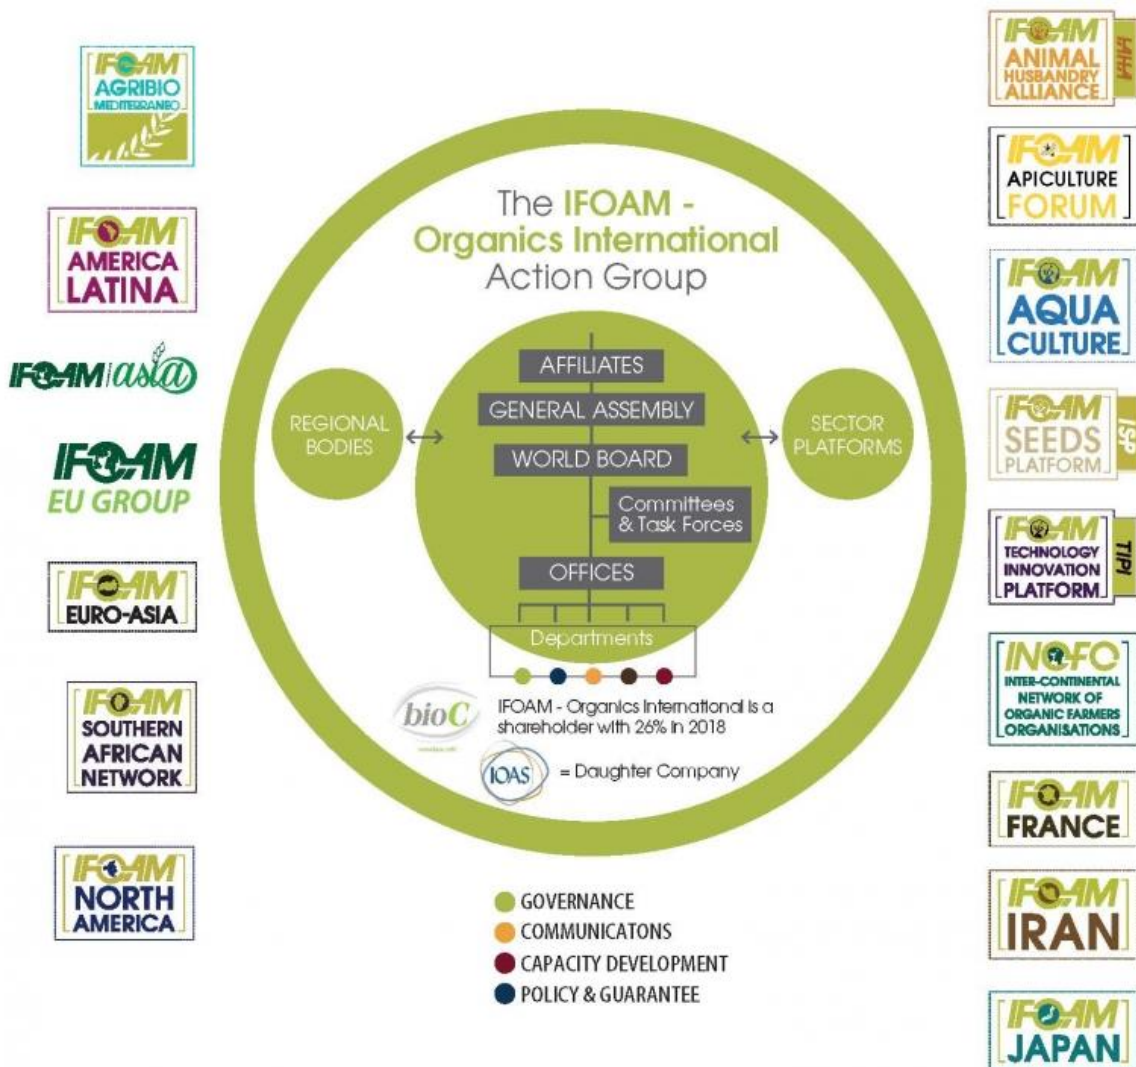 IFOAM
AGRIBIO
MEDITERRANEO
IFOAM
AMERICA
LATINA
IFOAM asia
IFOAM
EU GROUP
IFOAM
EURO-ASIA
IFOAM
SOUTHERN
AFRICAN
NETWORK
IFOAM
NORTH
AMERICA
The IFOAM -
Organics International
Action Group
REGIONAL
BODIES
AFFILIATES
GENERAL ASSEMBLY
WORLD BOARD
Committees
& Task Forces
OFFICES
Departments
SECTOR
PLATFORMS
bioC
IFOAM - Organics International is a
shareholder with 26% in 2018
IOAS
= Daughter Company
GOVERNANCE
COMMUNICATONS
CAPACITY DEVELOPMENT
POLICY & GUARANTEE
IFOAM
ANIMAL
HUSBANDRY
ALLIANCE
IAHA
IFOAM
APICULTURE
FORUM
IFOAM
AQUA
CULTURE
IFOAM
SEEDS
PLATFORM
ISP
IFOAM
TECHNOLOGY
INNOVATION
PLATFORM
TIPI
INOFO
INTER-CONTINENTAL
NETWORK OF
ORGANIC FARMERS
ORGANISATIONS
IFOAM
FRANCE
IFOAM
IRAN
IFOAM
JAPAN